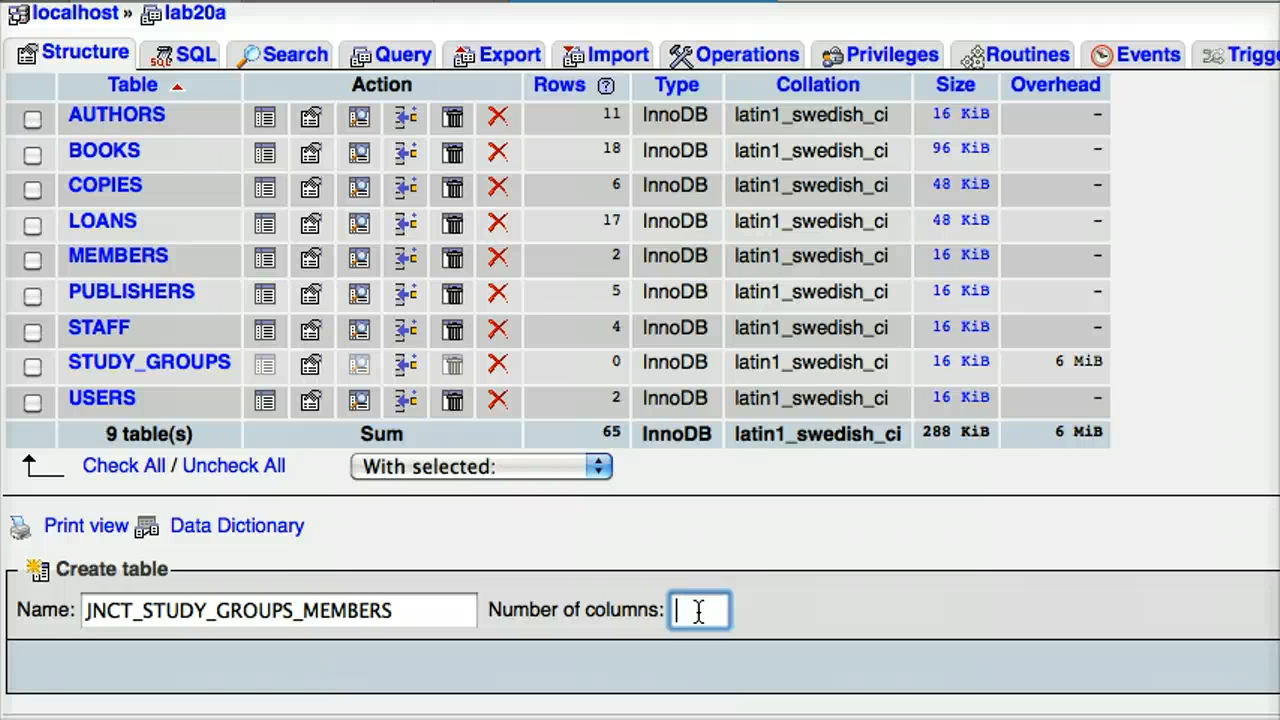 localhost » lab20a
Structure SQL Search Query Export Import Operations Privileges Routines Events Trigge
Table Action Rows ? Type Collation Size Overhead
AUTHORS 11 InnoDB latin1_swedish_ci 16 KiB -
BOOKS 18 InnoDB latin1_swedish_ci 96 KiB -
COPIES 6 InnoDB latin1_swedish_ci 48 KiB -
LOANS 17 InnoDB latin1_swedish_ci 48 KiB -
MEMBERS 2 InnoDB latin1_swedish_ci 16 KiB -
PUBLISHERS 5 InnoDB latin1_swedish_ci 16 KiB -
STAFF 4 InnoDB latin1_swedish_ci 16 KiB -
STUDY_GROUPS 0 InnoDB latin1_swedish_ci 16 KiB 6 MiB
USERS 2 InnoDB latin1_swedish_ci 16 KiB -
9 table(s) Sum 65 InnoDB latin1_swedish_ci 288 KiB 6 MiB
Check All / Uncheck All With selected:
Print view Data Dictionary
Create table
Name: JNCT_STUDY_GROUPS_MEMBERS Number of columns: